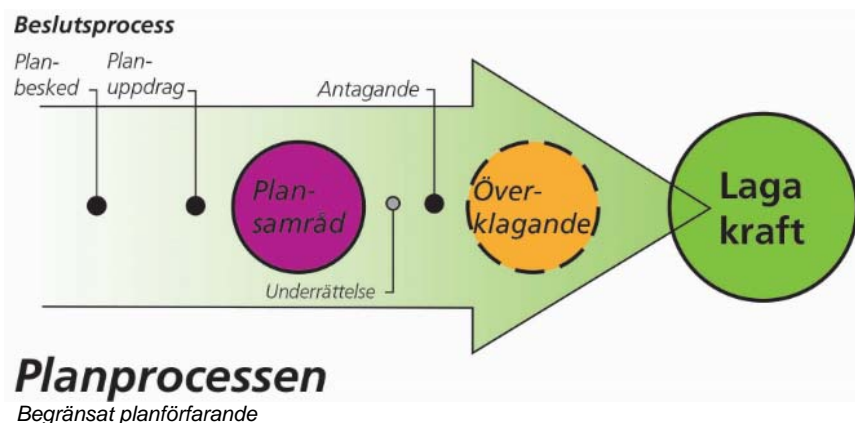 Beslutsprocess
Plan-
besked
Plan-
uppdrag
Antagande
Plan-
samråd
Över-
klagande
Laga
kraft
Underrättelse
Planprocessen
Begränsat planförfarande